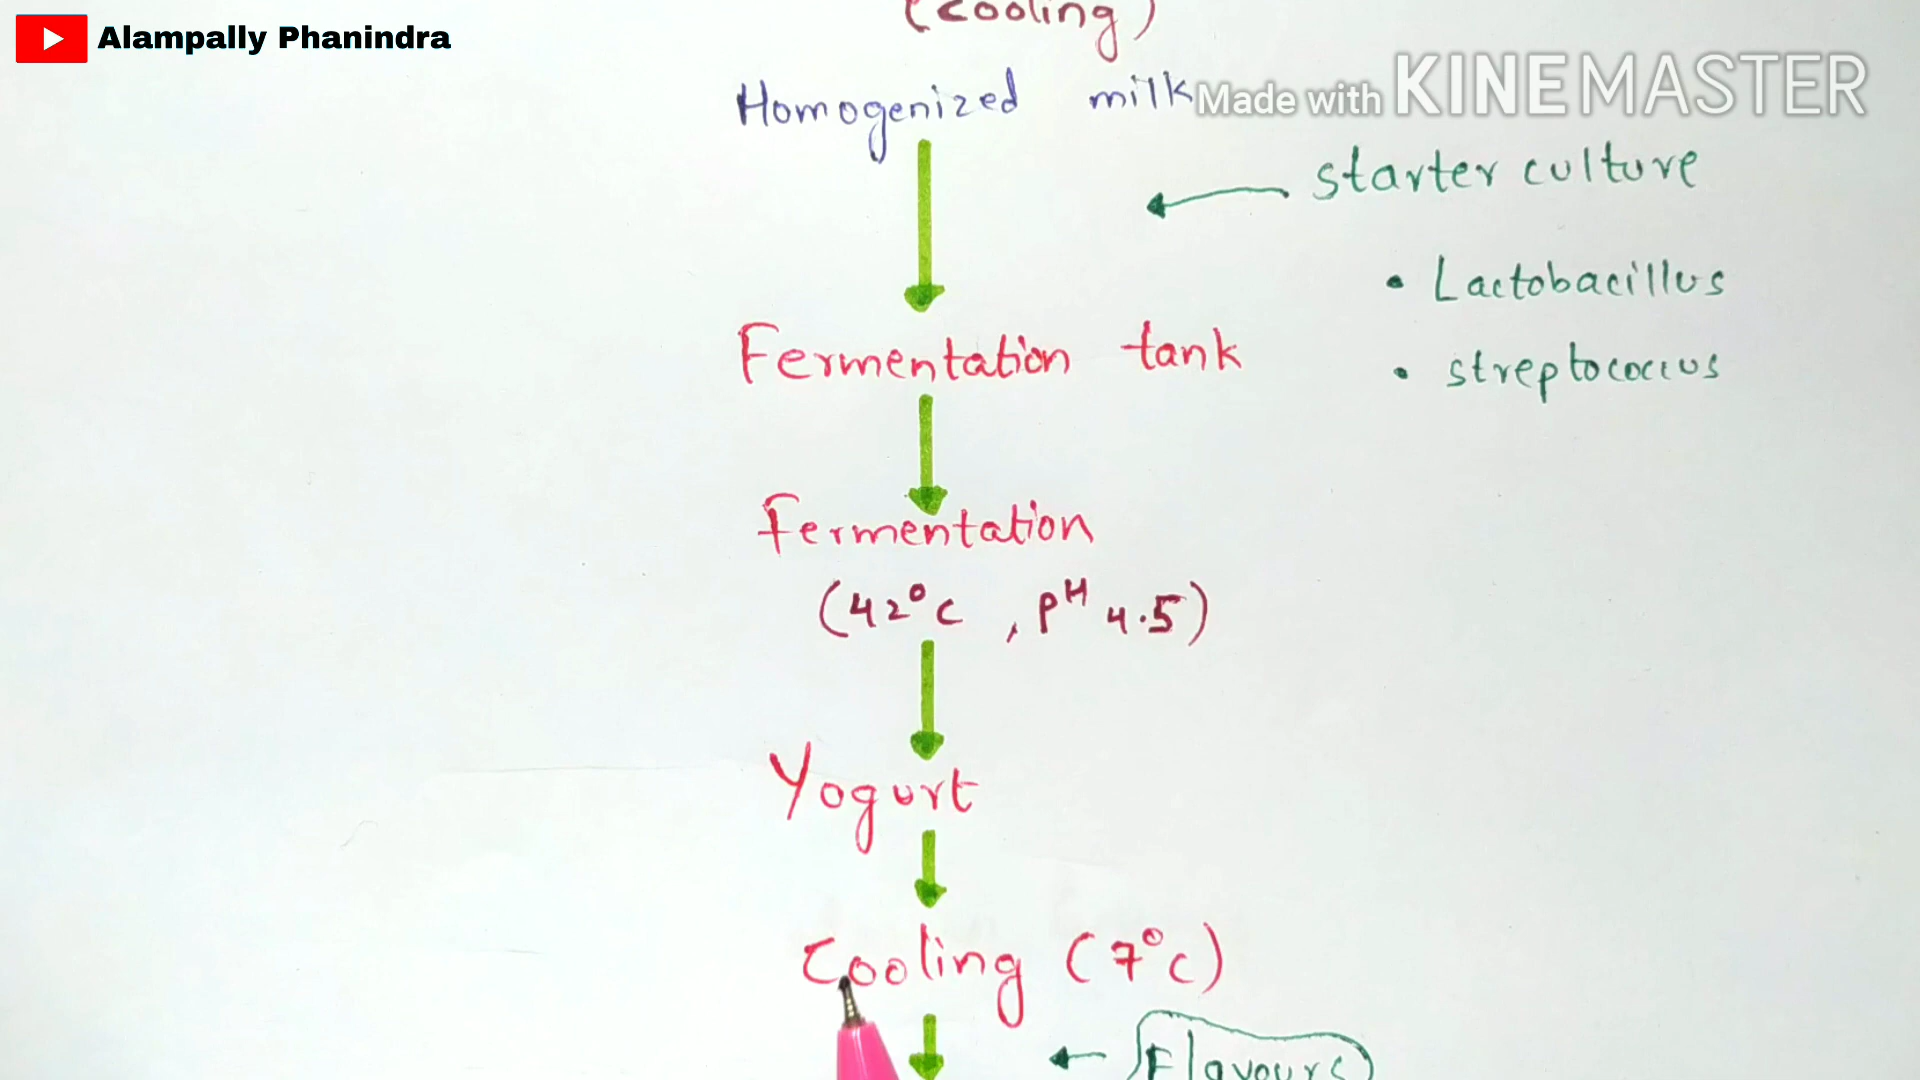 Alampally Phanindra
(cooling)
Homogenized milk
Made with KINEMASTER
starter culture
• Lactobacillus
• streptococcus
Fermentation tank
Fermentation
(42°c , pH 4.5)
Yogurt
Cooling (7°c)
Flavours